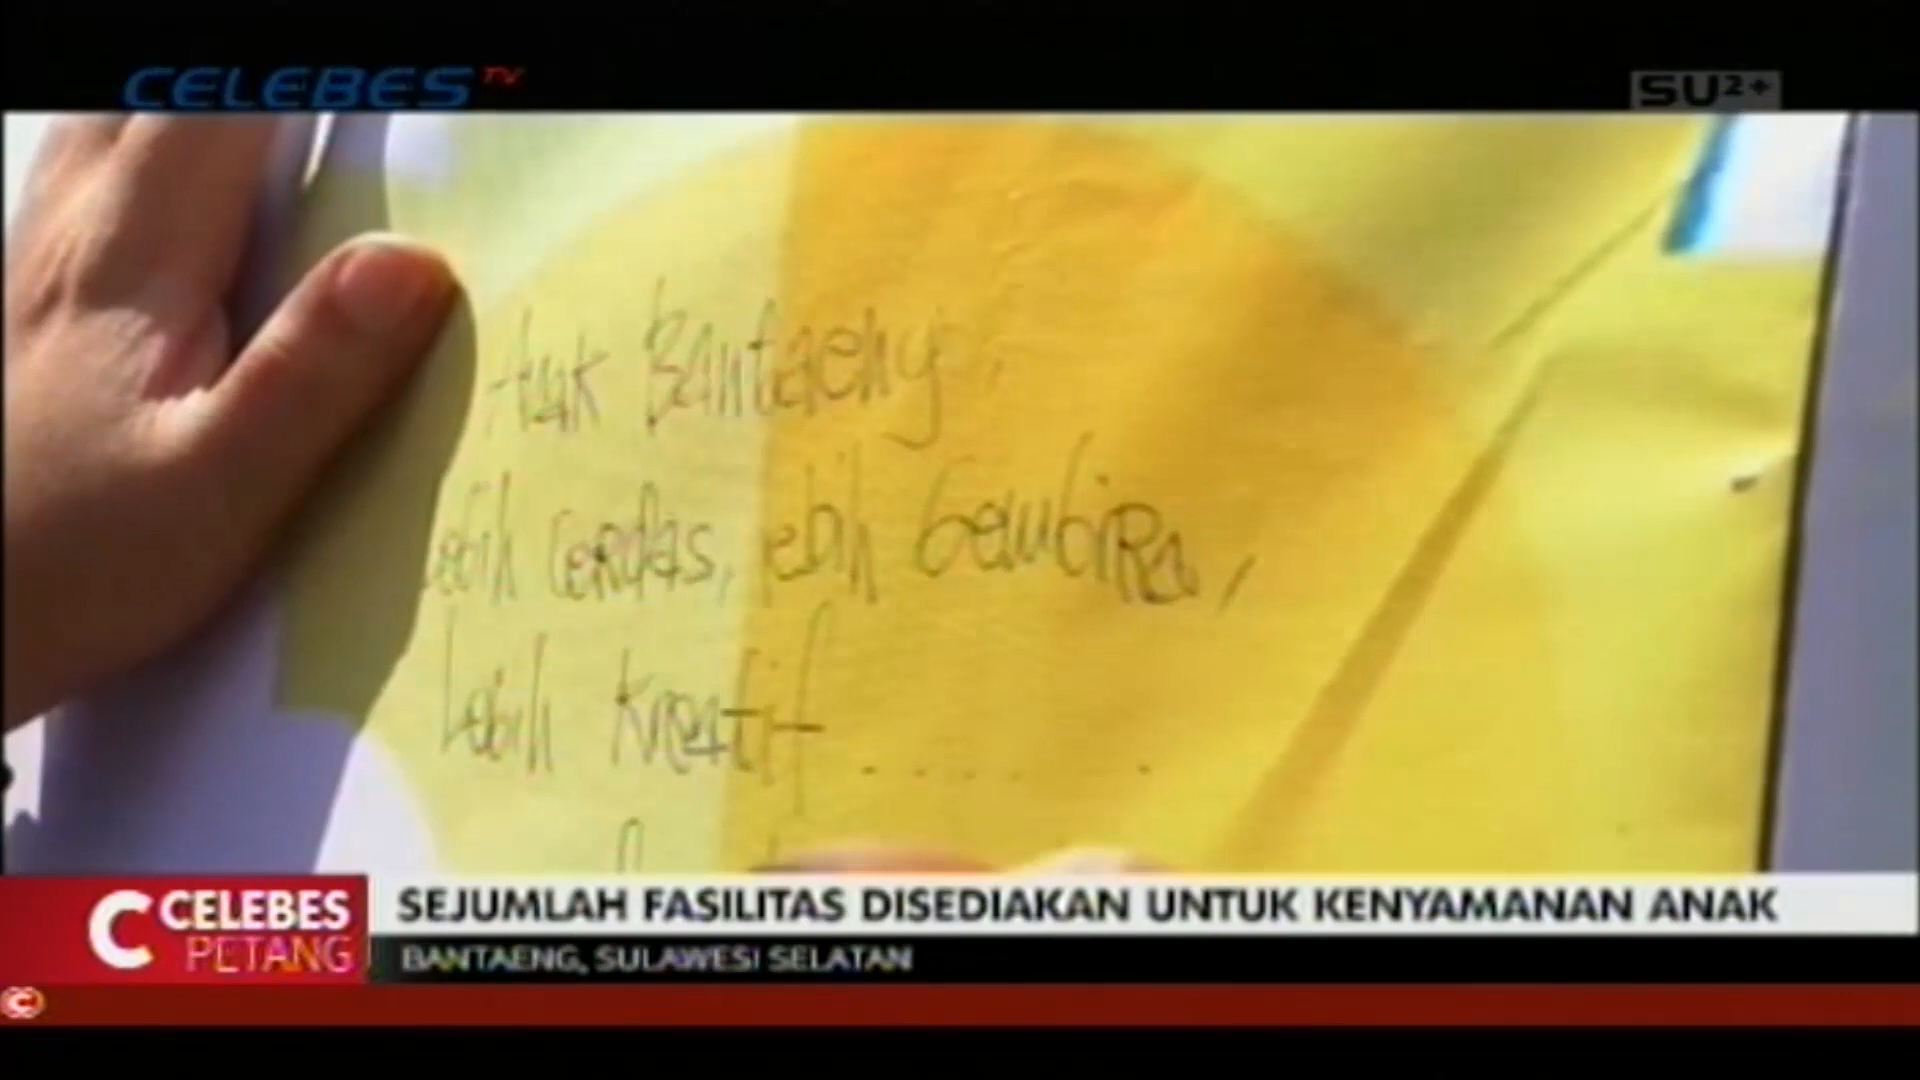 CELEBES TV
SU2+
Anak Bantaeng,
Lebih Cerdas, lebih Gembira,
Lebih Kreatif......
C CELEBES PETANG
SEJUMLAH FASILITAS DISEDIAKAN UNTUK KENYAMANAN ANAK
BANTAENG, SULAWESI SELATAN